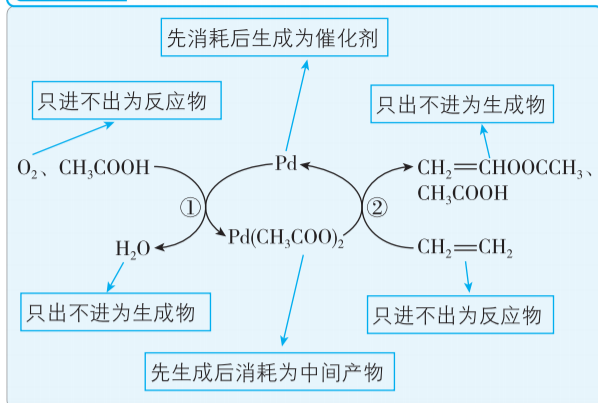 先消耗后生成为催化剂
只进不出为反应物
只出不进为生成物
O₂、CH₃COOH
Pd
CH₂=CHOOCCH₃、
CH₃COOH
①
②
H₂O
Pd(CH₃COO)₂
CH₂=CH₂
只出不进为生成物
只进不出为反应物
先生成后消耗为中间产物